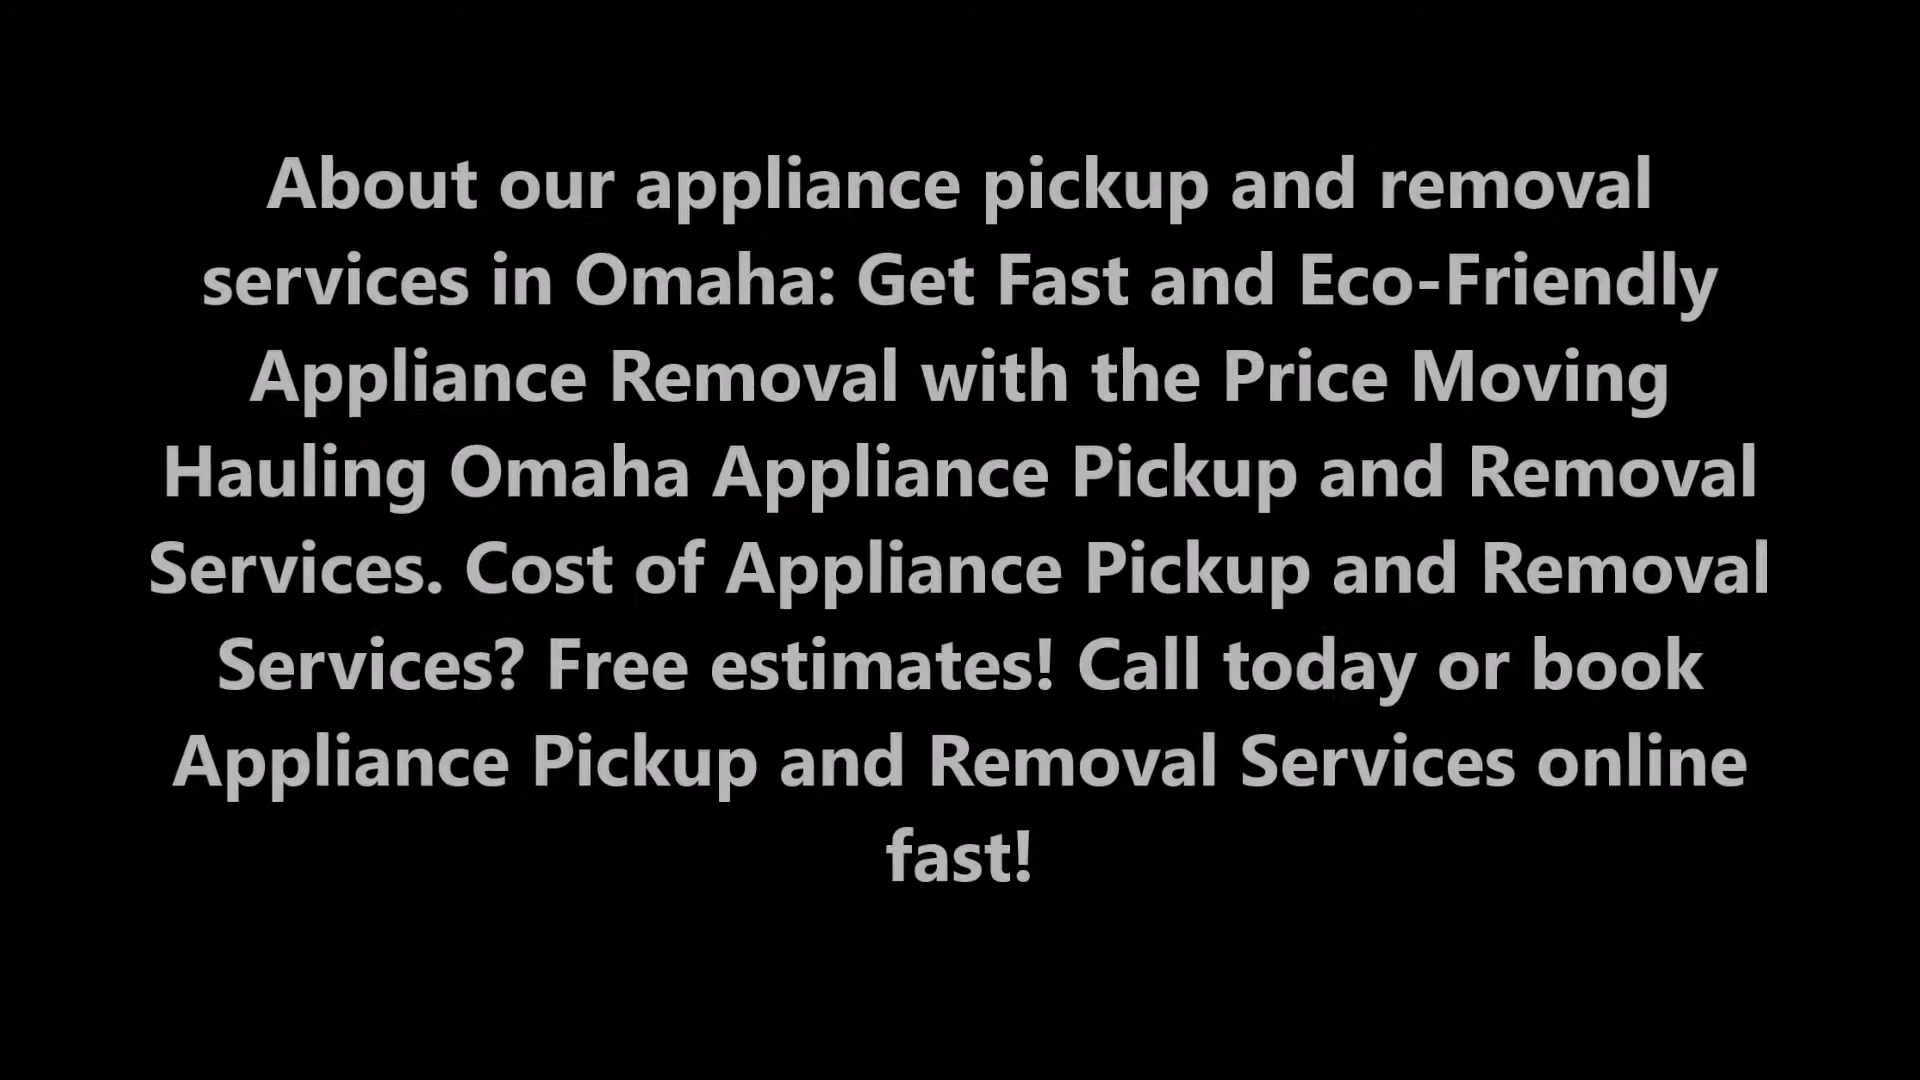 About our appliance pickup and removal
services in Omaha: Get Fast and Eco-Friendly
Appliance Removal with the Price Moving
Hauling Omaha Appliance Pickup and Removal
Services. Cost of Appliance Pickup and Removal
Services? Free estimates! Call today or book
Appliance Pickup and Removal Services online
fast!